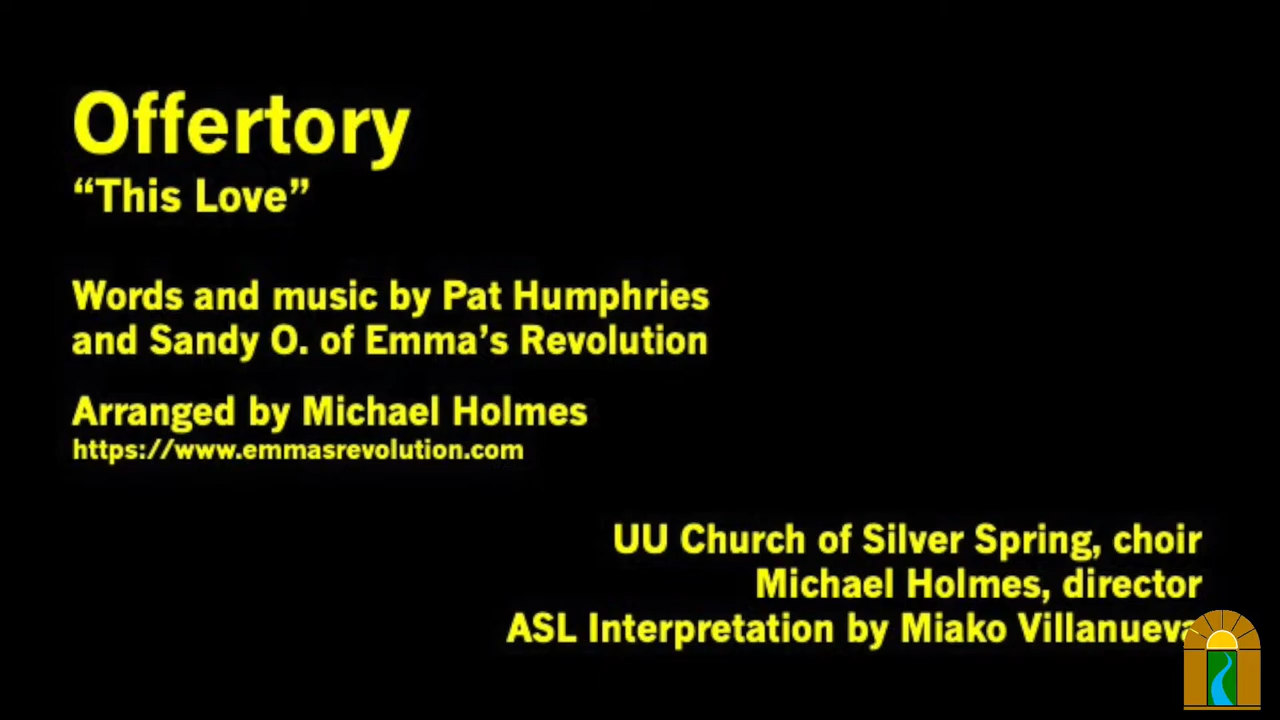 Offertory
“This Love”
Words and music by Pat Humphries
and Sandy O. of Emma’s Revolution
Arranged by Michael Holmes
https://www.emmasrevolution.com
UU Church of Silver Spring, choir
Michael Holmes, director
ASL Interpretation by Miako Villanueva